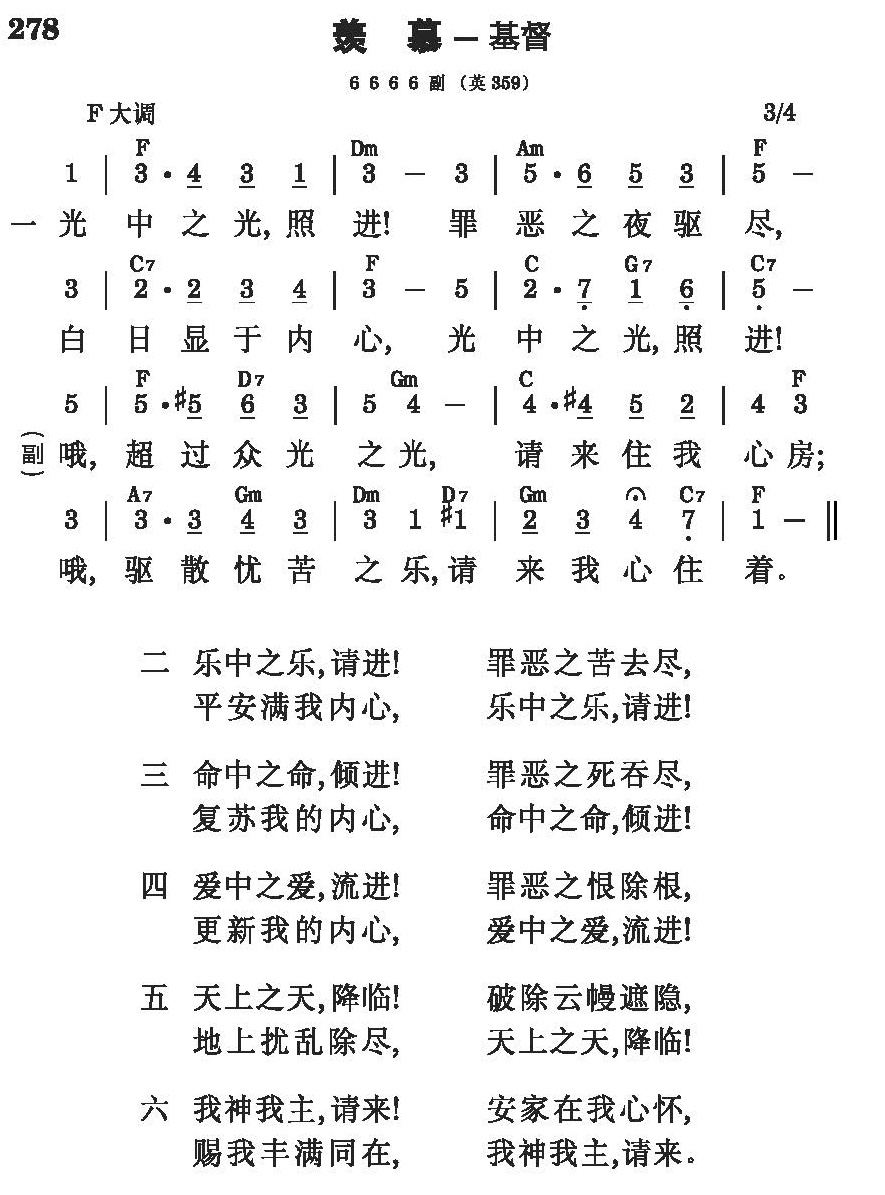 278
羡 慕 － 基督
6 6 6 6 副 （英 359）
F 大调 3/4
F Dm Am F
1 | 3 · 4 3 1 | 3 － 3 | 5 · 6 5 3 | 5 －
一 光 中 之 光, 照 进! 罪 恶 之 夜 驱 尽,
C7 F C G7 C7
3 | 2 · 2 3 4 | 3 － 5 | 2 · 7 1 6 | 5 －
白 日 显 于 内 心, 光 中 之 光, 照 进!
F D7 Gm C F
5 | 5 · #5 6 3 | 5 4 － | 4 · #4 5 2 | 4 3
(副) 哦, 超 过 众 光 之 光, 请 来 住 我 心 房;
A7 Gm Dm D7 Gm C7 F
3 | 3 · 3 4 3 | 3 1 #1 | 2 3 4 7 | 1 － ‖
哦, 驱 散 忧 苦 之 乐, 请 来 我 心 住 着。
二 乐中之乐,请进! 罪恶之苦去尽,
平安满我内心, 乐中之乐,请进!
三 命中之命,倾进! 罪恶之死吞尽,
复苏我的内心, 命中之命,倾进!
四 爱中之爱,流进! 罪恶之恨除根,
更新我的内心, 爱中之爱,流进!
五 天上之天,降临! 破除云幔遮隐,
地上扰乱除尽, 天上之天,降临!
六 我神我主,请来! 安家在我心怀,
赐我丰满同在, 我神我主,请来。